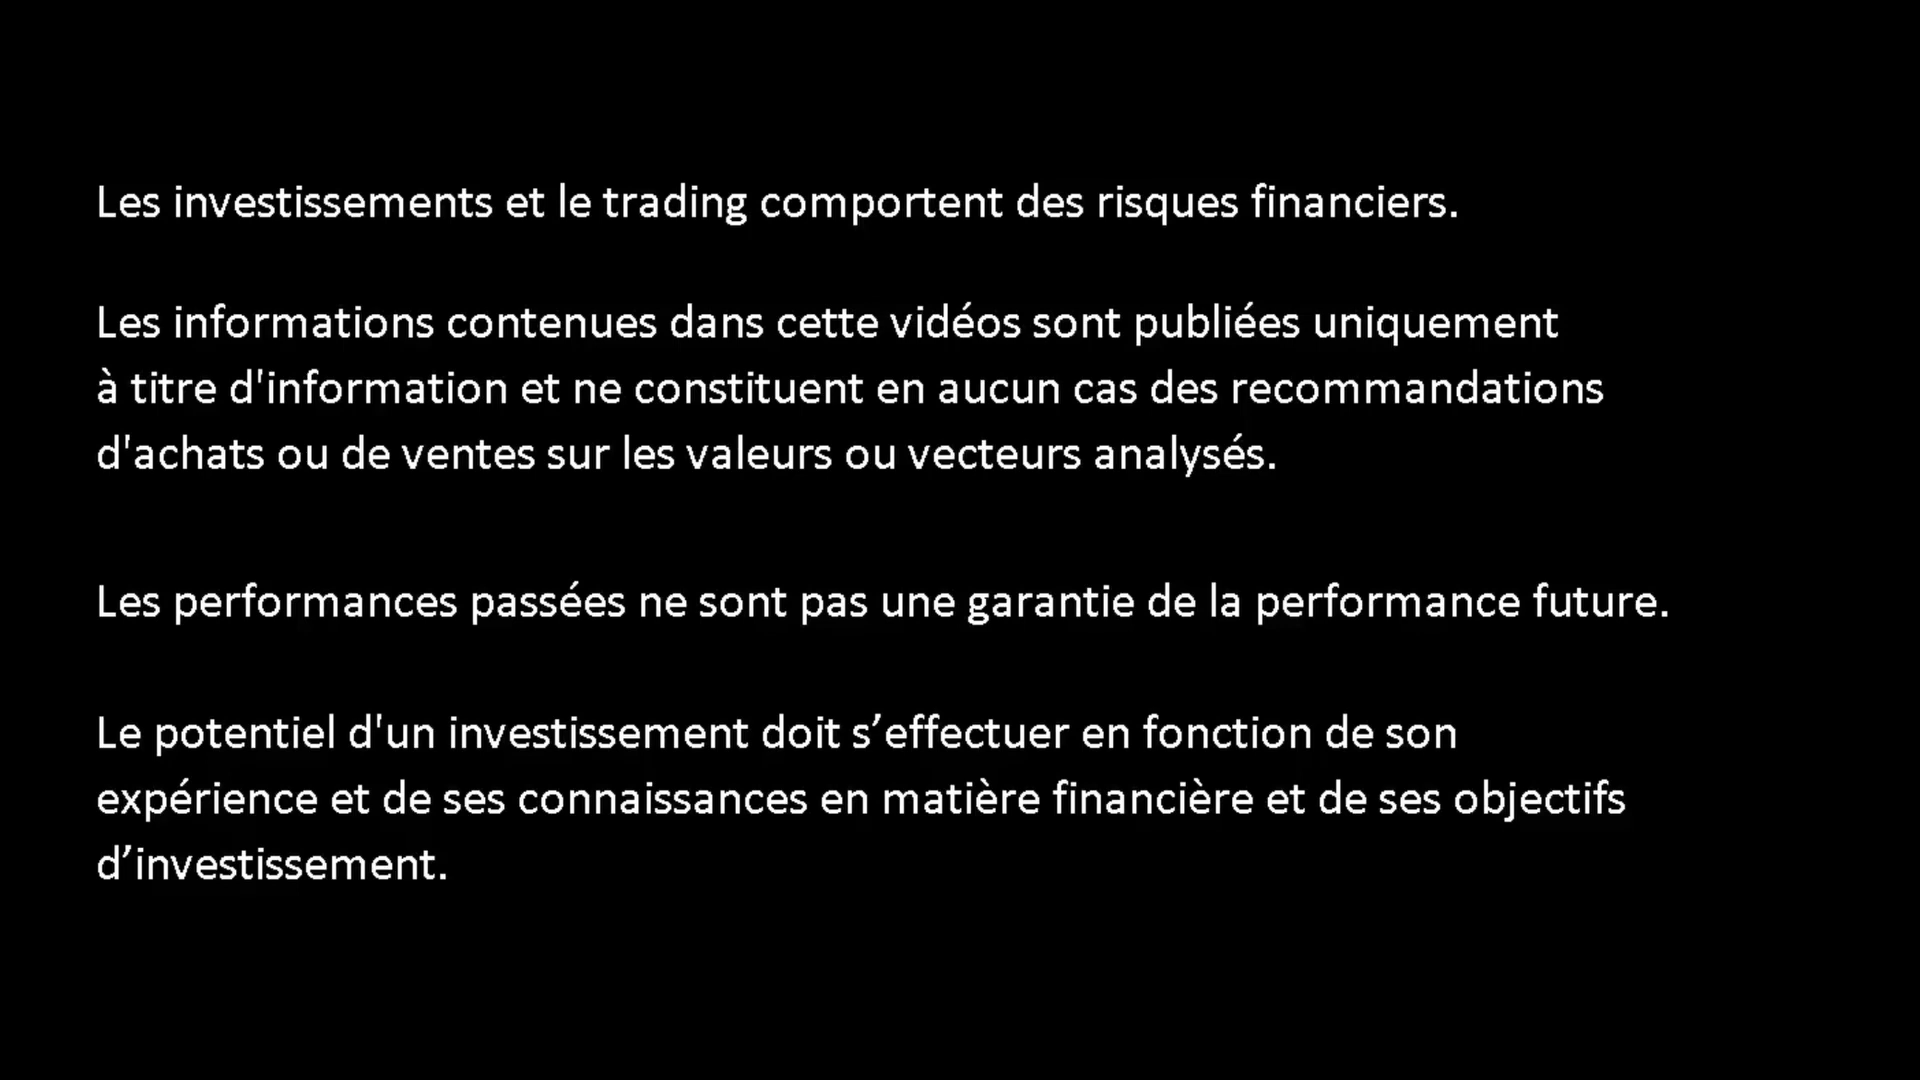 Les investissements et le trading comportent des risques financiers.
Les informations contenues dans cette vidéos sont publiées uniquement
à titre d'information et ne constituent en aucun cas des recommandations
d'achats ou de ventes sur les valeurs ou vecteurs analysés.
Les performances passées ne sont pas une garantie de la performance future.
Le potentiel d'un investissement doit s’effectuer en fonction de son
expérience et de ses connaissances en matière financière et de ses objectifs
d’investissement.